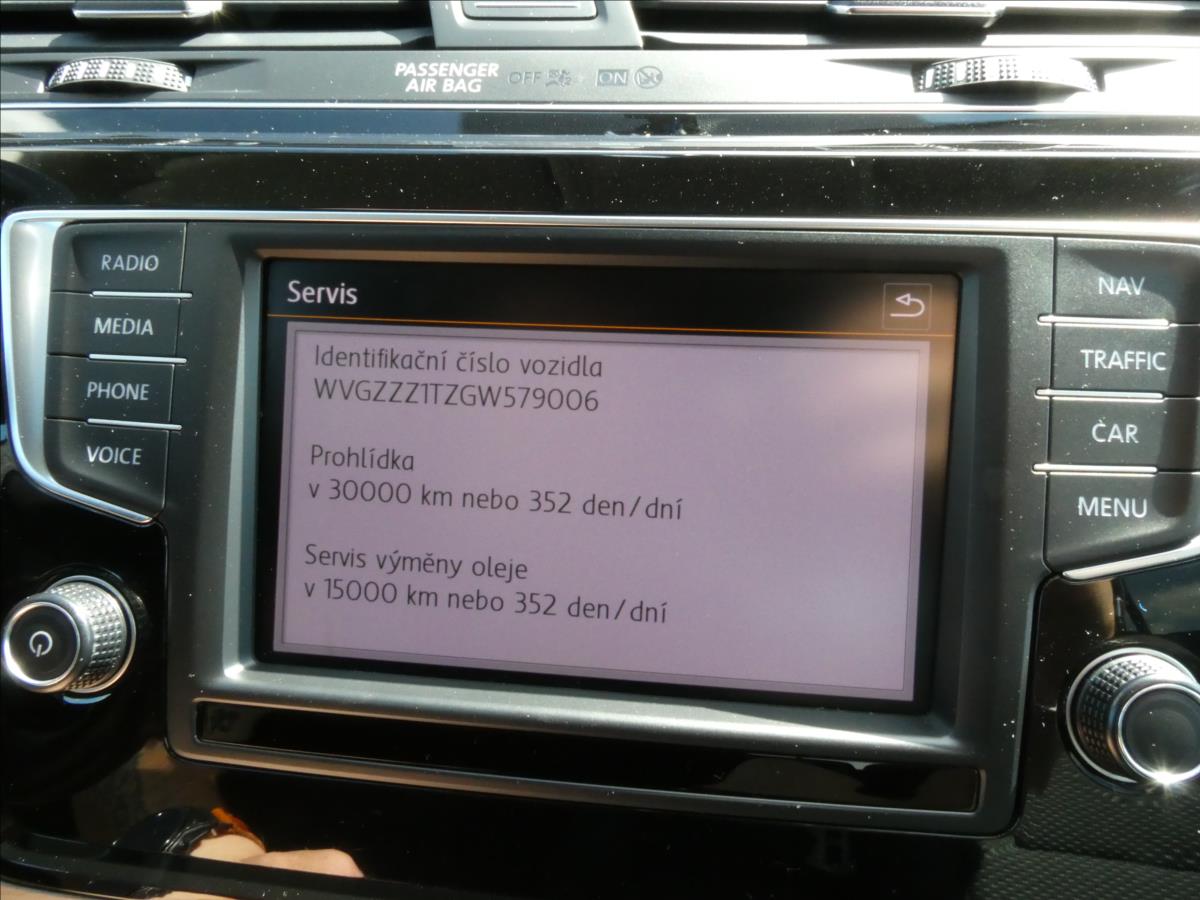 PASSENGER
AIR BAG
OFF
ON
RADIO
MEDIA
PHONE
VOICE
Servis
Identifikační číslo vozidla
WVGZZZ1TZGW579006
Prohlídka
v 30000 km nebo 352 den/dní
Servis výměny oleje
v 15000 km nebo 352 den/dní
NAV
TRAFFIC
CAR
MENU